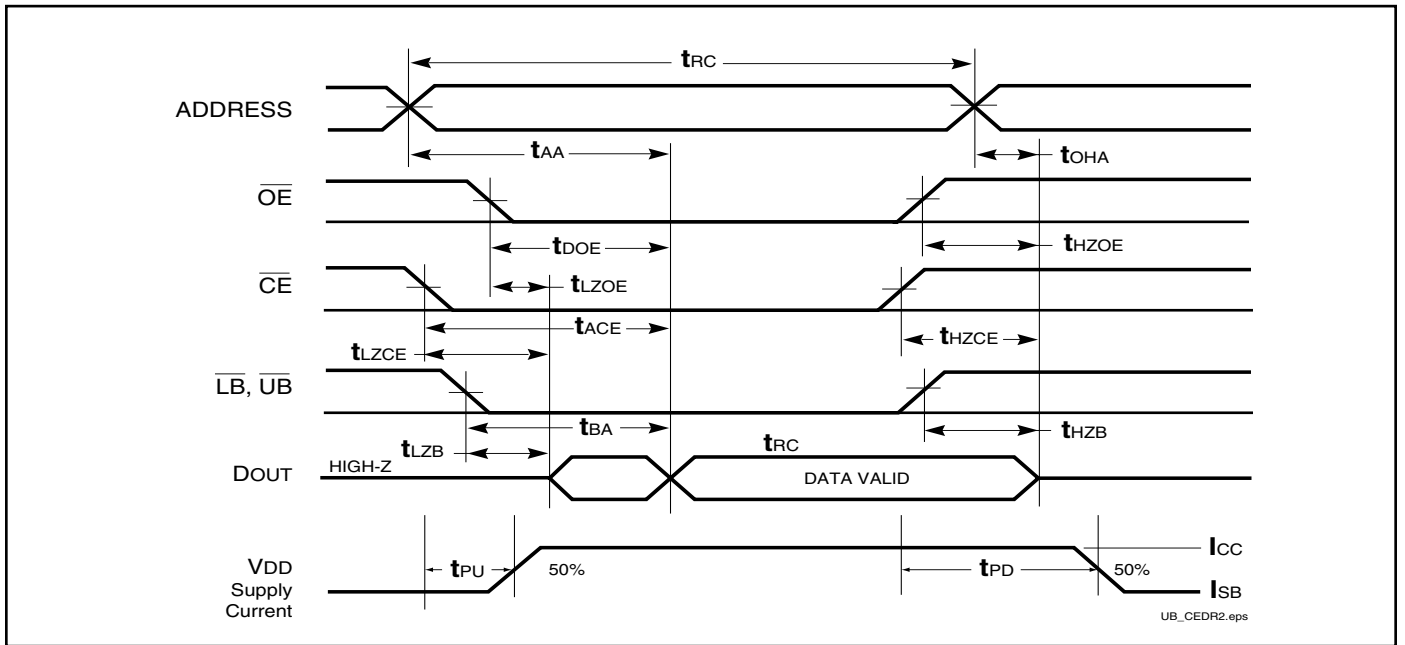 tRC
ADDRESS
tAA
tOHA
OE
tDOE
tHZOE
CE
tLZOE
tACE
tHZCE
tLZCE
LB, UB
tBA
tLZB
tRC
tHZB
DOUT
HIGH-Z
DATA VALID
ICC
VDD
Supply
Current
tPU
50%
tPD
50%
ISB
UB_CEDR2.eps